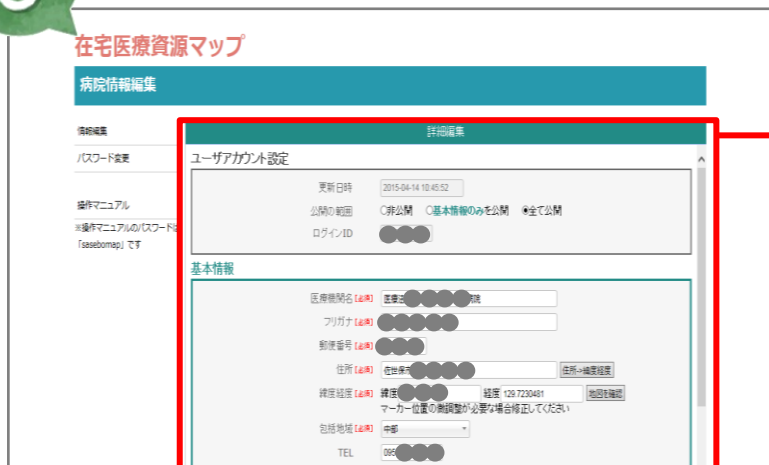 在宅医療資源マップ
病院情報編集
情報編集
パスワード変更
操作マニュアル
※操作マニュアルのパスワードは
「sasebomap」です
詳細編集
ユーザアカウント設定
更新日時 2015-04-14 10:45:52
公開の範囲 ○非公開 ○基本情報のみを公開 ◉全て公開
ログインID
基本情報
医療機関名 [必須] 医療法 病院
フリガナ [必須]
郵便番号 [必須]
住所 [必須] 佐世保市 住所->緯度経度
緯度経度 [必須] 緯度 経度 129.7230481 地図を確認
マーカー位置の微調整が必要な場合修正してください
包括地域 [必須] 中部
TEL 095